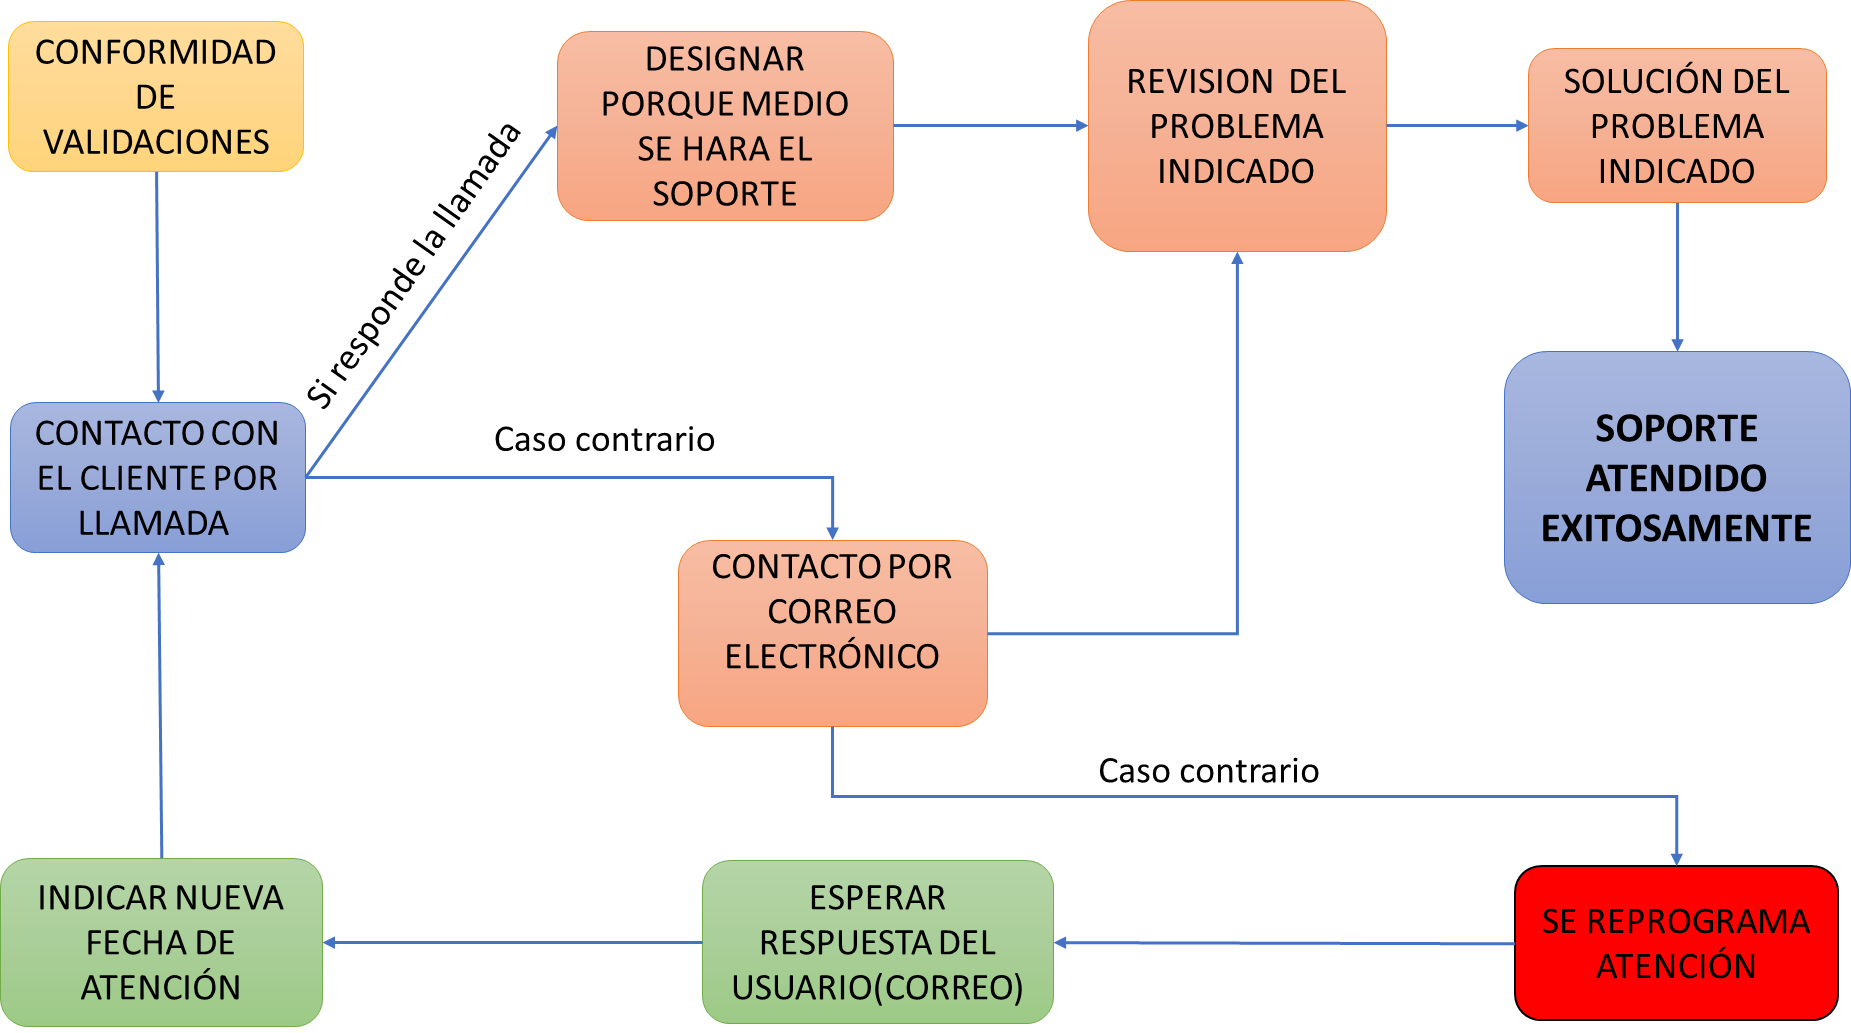 CONFORMIDAD
DE
VALIDACIONES
DESIGNAR
PORQUE MEDIO
SE HARA EL
SOPORTE
REVISION DEL
PROBLEMA
INDICADO
SOLUCIÓN DEL
PROBLEMA
INDICADO
Si responde la llamada
CONTACTO CON
EL CLIENTE POR
LLAMADA
Caso contrario
SOPORTE
ATENDIDO
EXITOSAMENTE
CONTACTO POR
CORREO
ELECTRÓNICO
Caso contrario
INDICAR NUEVA
FECHA DE
ATENCIÓN
ESPERAR
RESPUESTA DEL
USUARIO(CORREO)
SE REPROGRAMA
ATENCIÓN